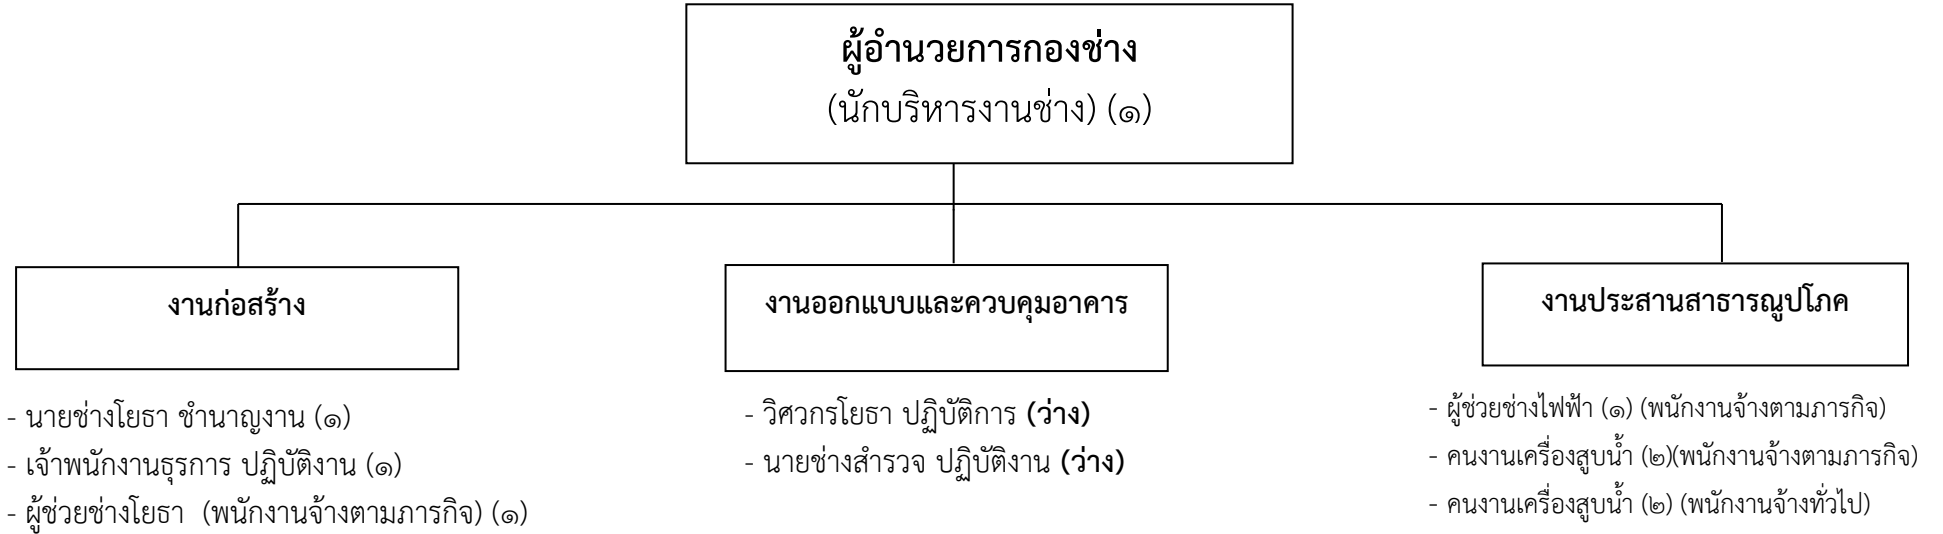 ผู้อำนวยการกองช่าง
(นักบริหารงานช่าง) (๑)
งานก่อสร้าง
- นายช่างโยธา ชำนาญงาน (๑)
- เจ้าพนักงานธุรการ ปฏิบัติงาน (๑)
- ผู้ช่วยช่างโยธา (พนักงานจ้างตามภารกิจ) (๑)
งานออกแบบและควบคุมอาคาร
- วิศวกรโยธา ปฏิบัติการ (ว่าง)
- นายช่างสำรวจ ปฏิบัติงาน (ว่าง)
งานประสานสาธารณูปโภค
- ผู้ช่วยช่างไฟฟ้า (๑) (พนักงานจ้างตามภารกิจ)
- คนงานเครื่องสูบน้ำ (๒)(พนักงานจ้างตามภารกิจ)
- คนงานเครื่องสูบน้ำ (๒) (พนักงานจ้างทั่วไป)